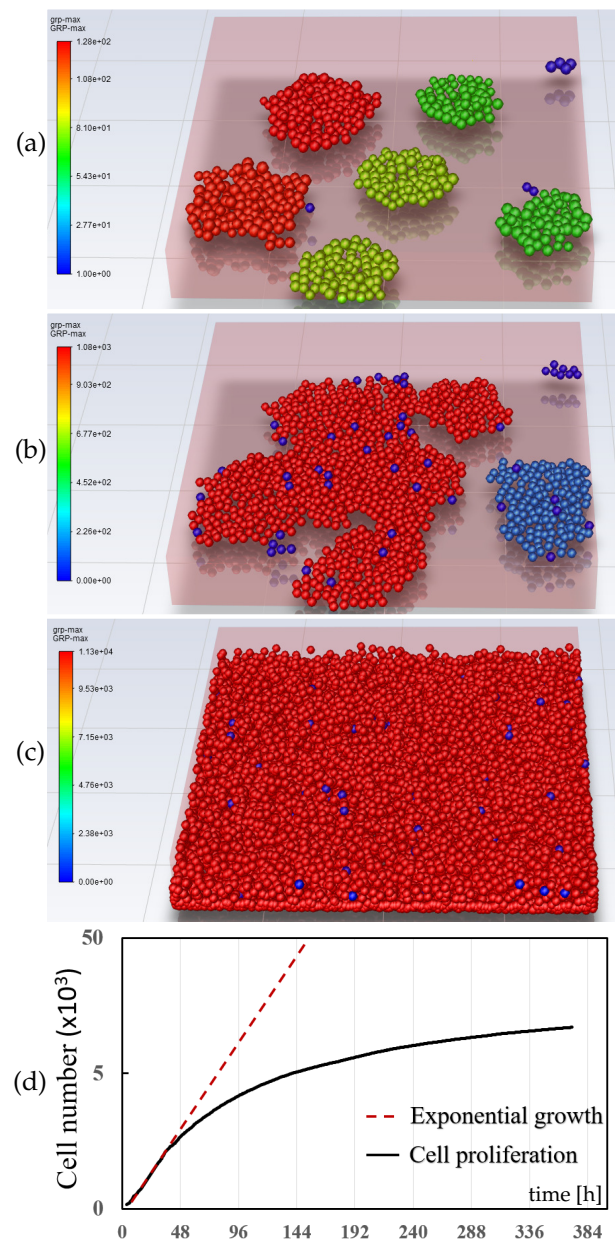 grp-max
GRP-max
1.28e+02
1.02e+02
8.10e+01
5.43e+01
2.77e+01
1.00e+00
(a)
grp-max
GRP-max
1.08e+03
9.03e+02
6.77e+02
4.52e+02
2.26e+02
0.00e+00
(b)
grp-max
GRP-max
1.13e+04
9.53e+03
7.15e+03
4.76e+03
2.38e+03
0.00e+00
(c)
50
5
0
Cell number (x10³)
(d)
Exponential growth
Cell proliferation
time [h]
0 48 96 144 192 240 288 336 384